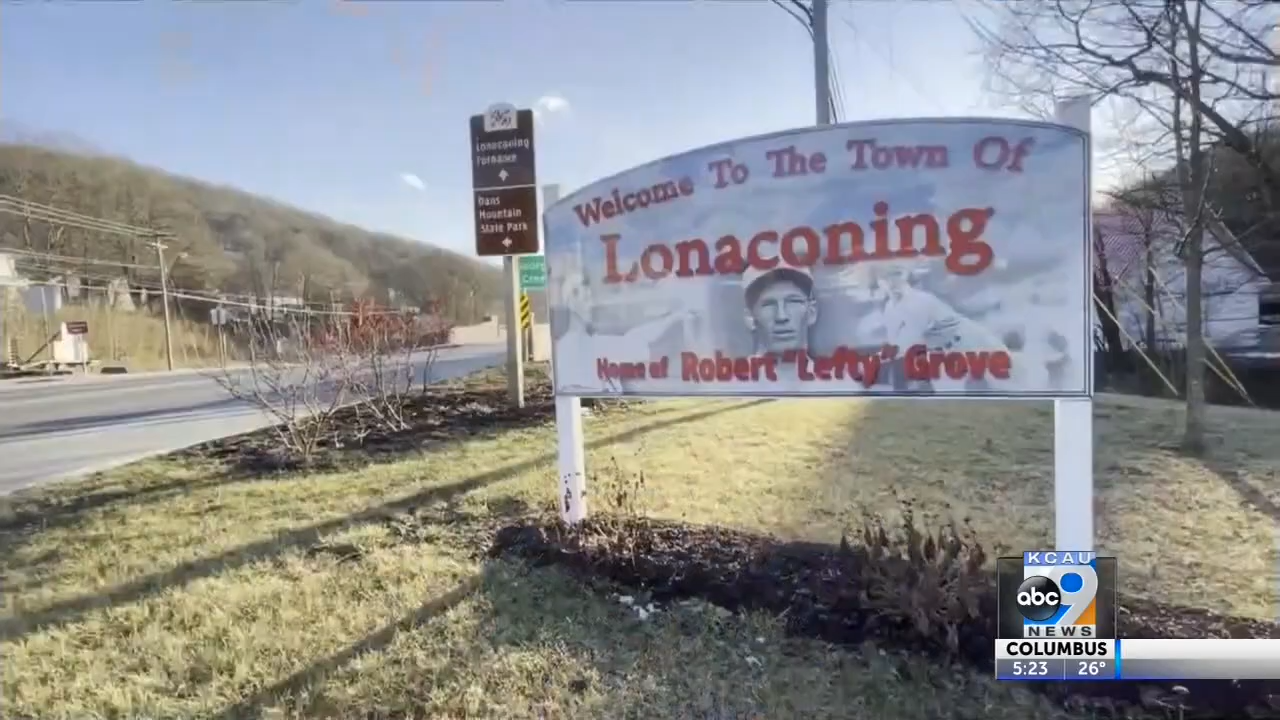 Lonaconing
Furnace
Dans
Mountain
State Park
Welcome To The Town Of
Lonaconing
Home of Robert "Lefty" Grove
KCAU
abc 9
NEWS
COLUMBUS
5:23 26°